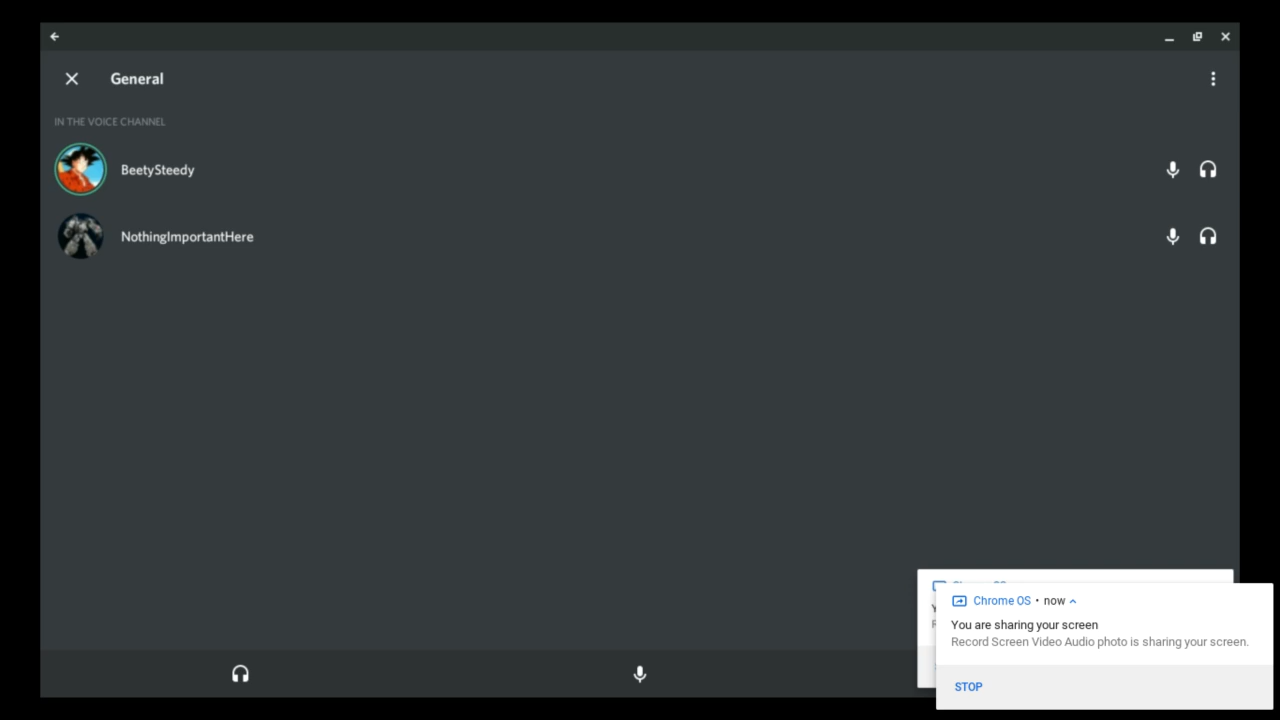 General
IN THE VOICE CHANNEL
BeetySteedy
NothingImportantHere
Chrome OS • now
You are sharing your screen
Record Screen Video Audio photo is sharing your screen.
STOP